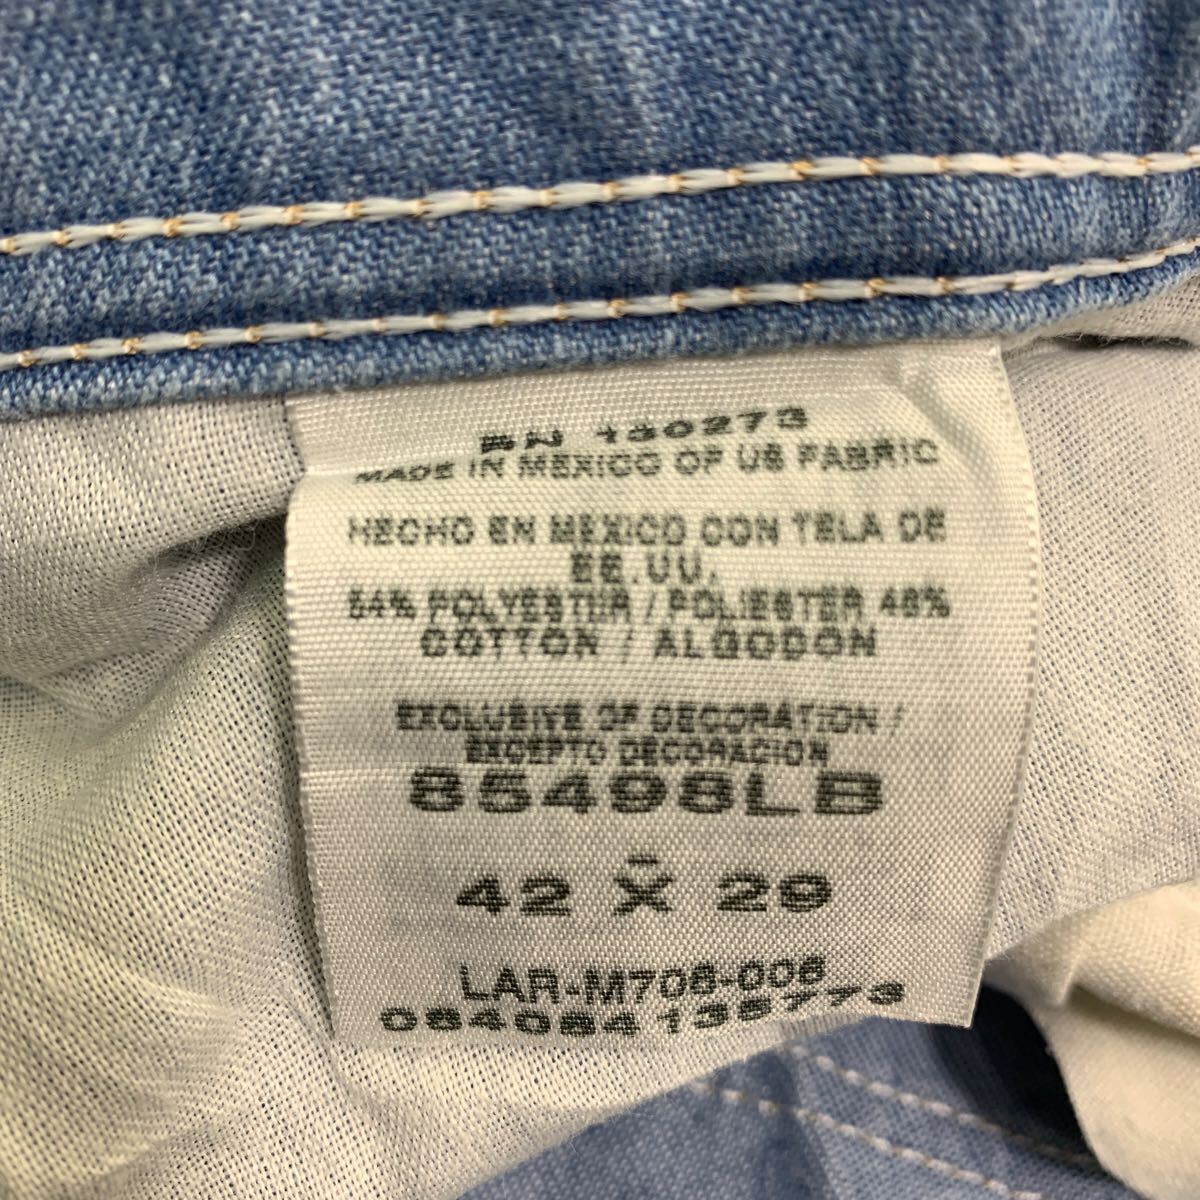 RN 130273
MADE IN MEXICO OF US FABRIC
HECHO EN MEXICO CON TELA DE
EE.UU.
54% POLYESTER / POLIESTER 46%
COTTON / ALGODON
EXCLUSIVE OF DECORATION /
EXCEPTO DECORACION
85498LB
42 X 29
LAR-M706-006